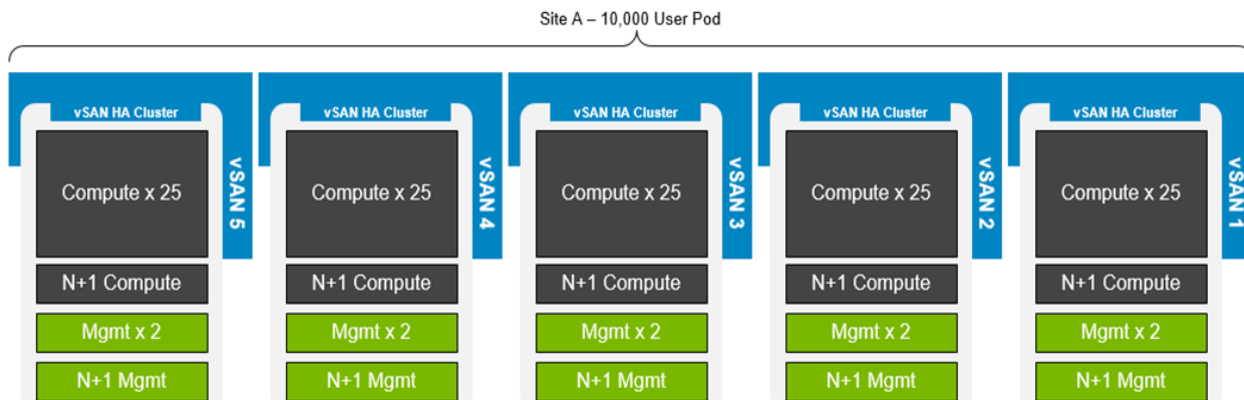 Site A – 10,000 User Pod
vSAN HA Cluster
Compute x 25
N+1 Compute
Mgmt x 2
N+1 Mgmt
vSAN 5
vSAN HA Cluster
Compute x 25
N+1 Compute
Mgmt x 2
N+1 Mgmt
vSAN 4
vSAN HA Cluster
Compute x 25
N+1 Compute
Mgmt x 2
N+1 Mgmt
vSAN 3
vSAN HA Cluster
Compute x 25
N+1 Compute
Mgmt x 2
N+1 Mgmt
vSAN 2
vSAN HA Cluster
Compute x 25
N+1 Compute
Mgmt x 2
N+1 Mgmt
vSAN 1